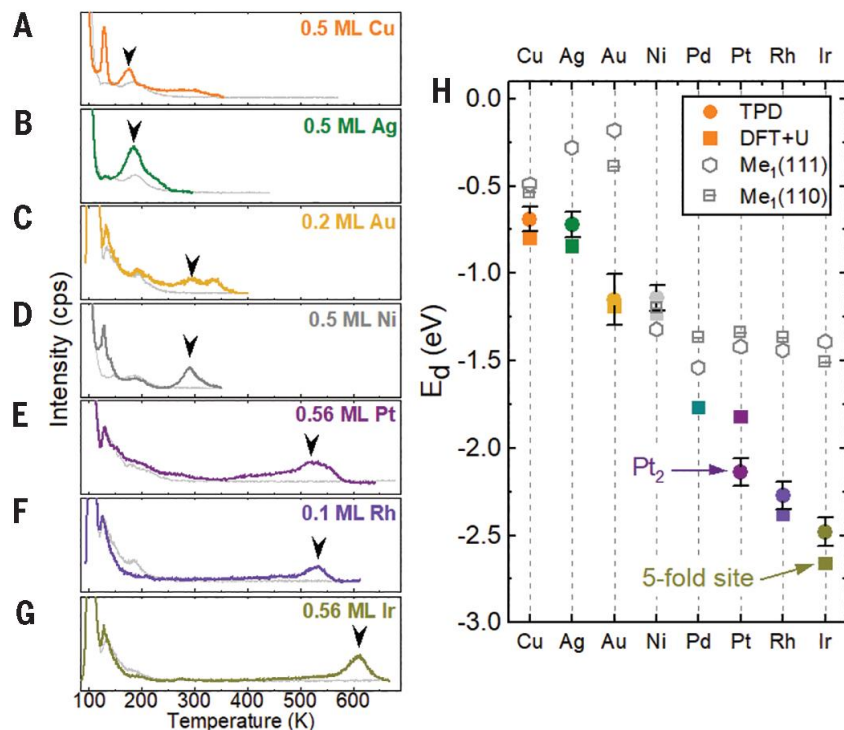 A
0.5 ML Cu
B
0.5 ML Ag
C
0.2 ML Au
D
0.5 ML Ni
E
0.56 ML Pt
F
0.1 ML Rh
G
0.56 ML Ir
Intensity (cps)
100 200 300 400 500 600
Temperature (K)
H
Cu Ag Au Ni Pd Pt Rh Ir
0.0
-0.5
-1.0
-1.5
-2.0
-2.5
-3.0
E_d (eV)
TPD
DFT+U
Me₁(111)
Me₁(110)
Pt₂
5-fold site
Cu Ag Au Ni Pd Pt Rh Ir